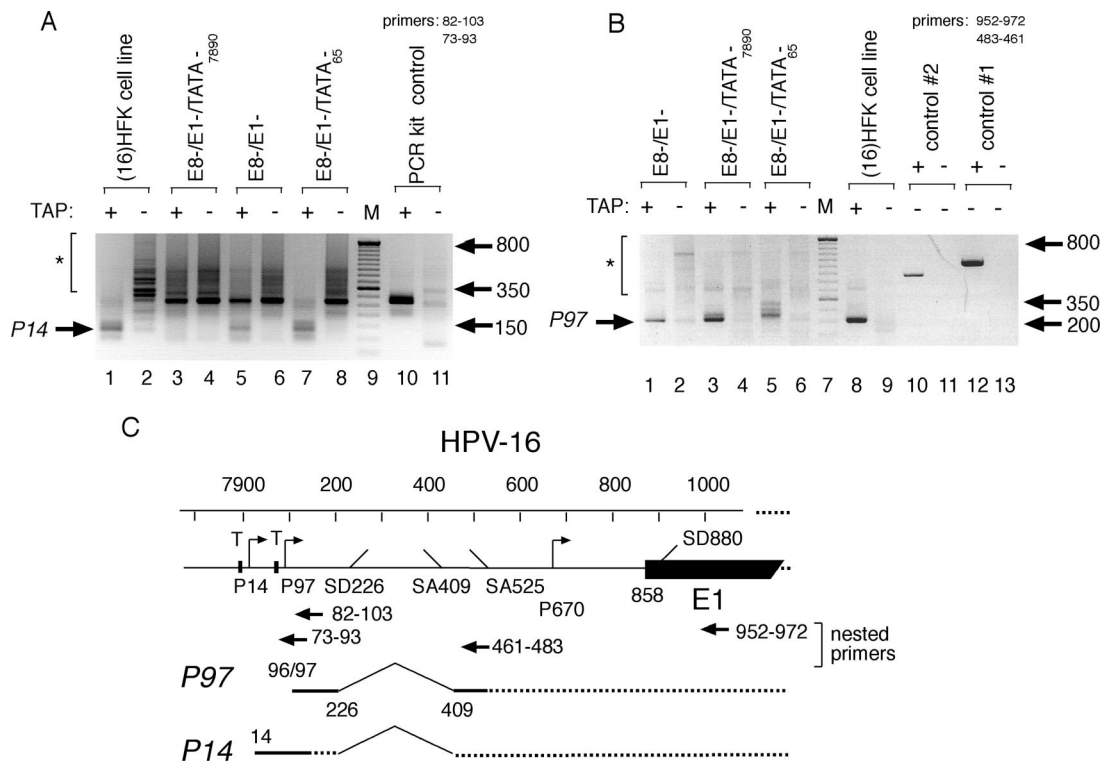 A
primers: 82-103
73-93
(16)HFK cell line
E8-/E1-/TATA-7890
E8-/E1-
E8-/E1-/TATA-65
PCR kit control
TAP: + - + - + - + - M + -
*
800
350
150
P14
1 2 3 4 5 6 7 8 9 10 11
B
primers: 952-972
483-461
E8-/E1-
E8-/E1-/TATA-7890
E8-/E1-/TATA-65
(16)HFK cell line
control #2
control #1
+ - + -
TAP: + - + - + - M + - - - - -
*
800
350
200
P97
1 2 3 4 5 6 7 8 9 10 11 12 13
C
HPV-16
7900 200 400 600 800 1000
T T SD880
P14 P97 SD226 SA409 SA525 P670 858 E1
82-103
73-93
461-483
952-972
nested
primers
P97
96/97
226 409
P14
14